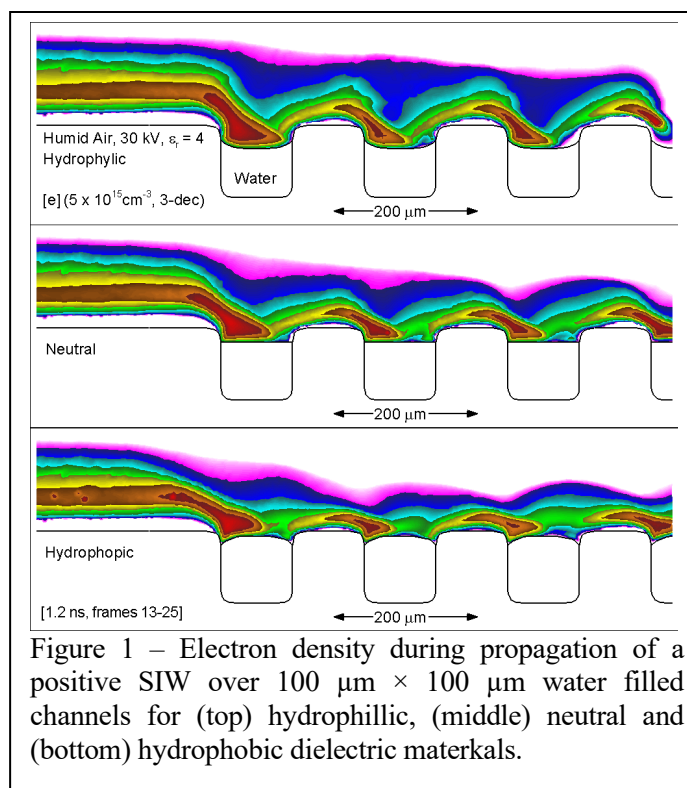 Humid Air, 30 kV, εr = 4
Hydrophylic
Water
[e] (5 x 10¹⁵cm⁻³, 3-dec)
200 µm
Neutral
200 µm
Hydrophopic
[1.2 ns, frames 13-25]
200 µm
Figure 1 – Electron density during propagation of a
positive SIW over 100 µm × 100 µm water filled
channels for (top) hydrophillic, (middle) neutral and
(bottom) hydrophobic dielectric materkals.